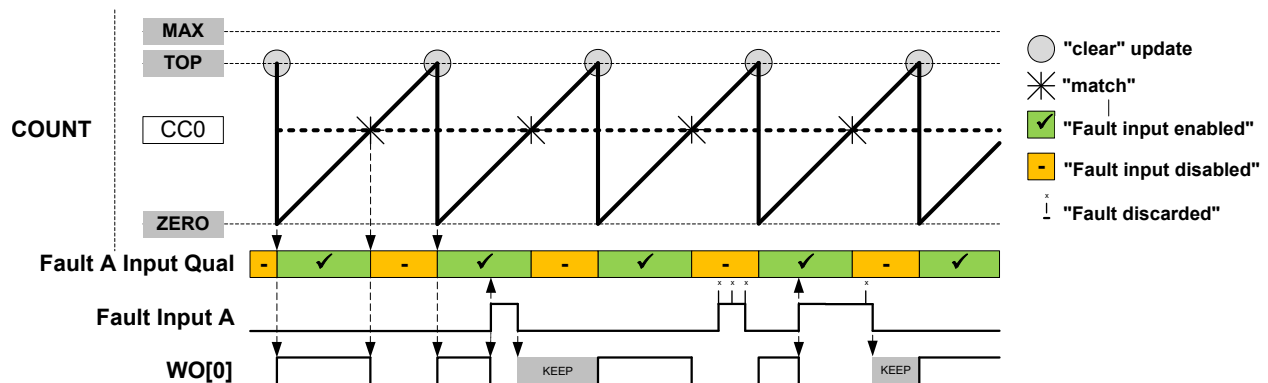 MAX
TOP
"clear" update
"match"
COUNT
CC0
"Fault input enabled"
- "Fault input disabled"
x
"Fault discarded"
ZERO
Fault A Input Qual - ✓ - ✓ - ✓ - ✓ - ✓
x x x x
Fault Input A
WO[0] KEEP KEEP